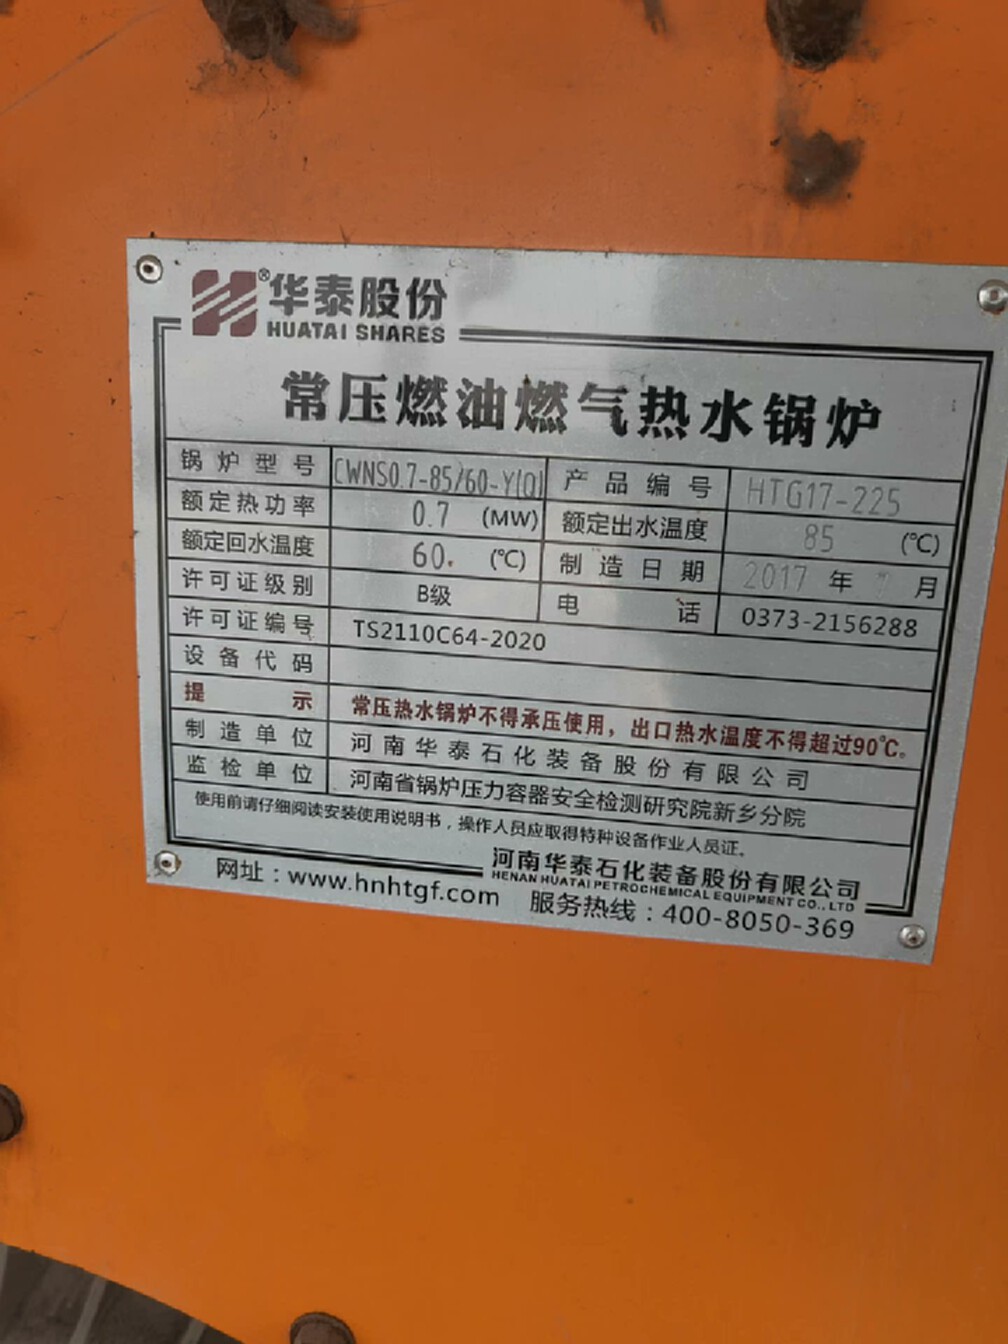 ®华泰股份
HUATAI SHARES
常压燃油燃气热水锅炉
锅炉型号 CWNS0.7-85/60-Y(Q) 产品编号 HTG17-225
额定热功率 0.7 (MW) 额定出水温度 85 (℃)
额定回水温度 60. (℃) 制造日期 2017 年 月
许可证级别 B级 电话 0373-2156288
许可证编号 TS2110C64-2020
设备代码
提示 常压热水锅炉不得承压使用，出口热水温度不得超过90℃。
制造单位 河南华泰石化装备股份有限公司
监检单位 河南省锅炉压力容器安全检测研究院新乡分院
使用前请仔细阅读安装使用说明书，操作人员应取得特种设备作业人员证。
河南华泰石化装备股份有限公司
HENAN HUATAI PETROCHEMICAL EQUIPMENT CO.,LTD
网址：www.hnhtgf.com 服务热线：400-8050-369